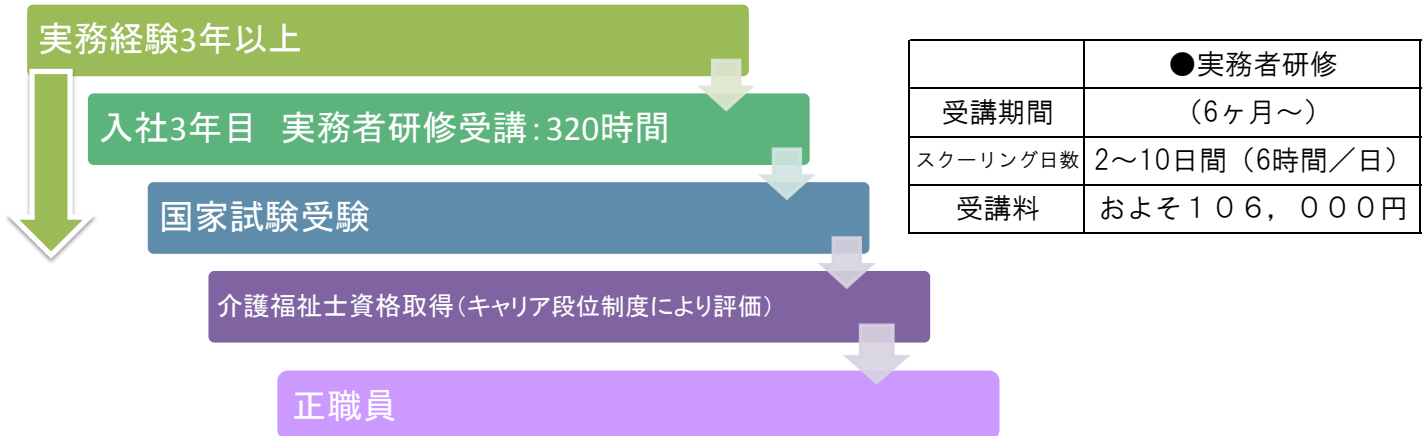 実務経験3年以上
入社3年目　実務者研修受講：320時間
国家試験受験
介護福祉士資格取得（キャリア段位制度により評価）
正職員
●実務者研修
受講期間　（6ヶ月～）
スクーリング日数　2～10日間（6時間／日）
受講料　およそ１０６，０００円